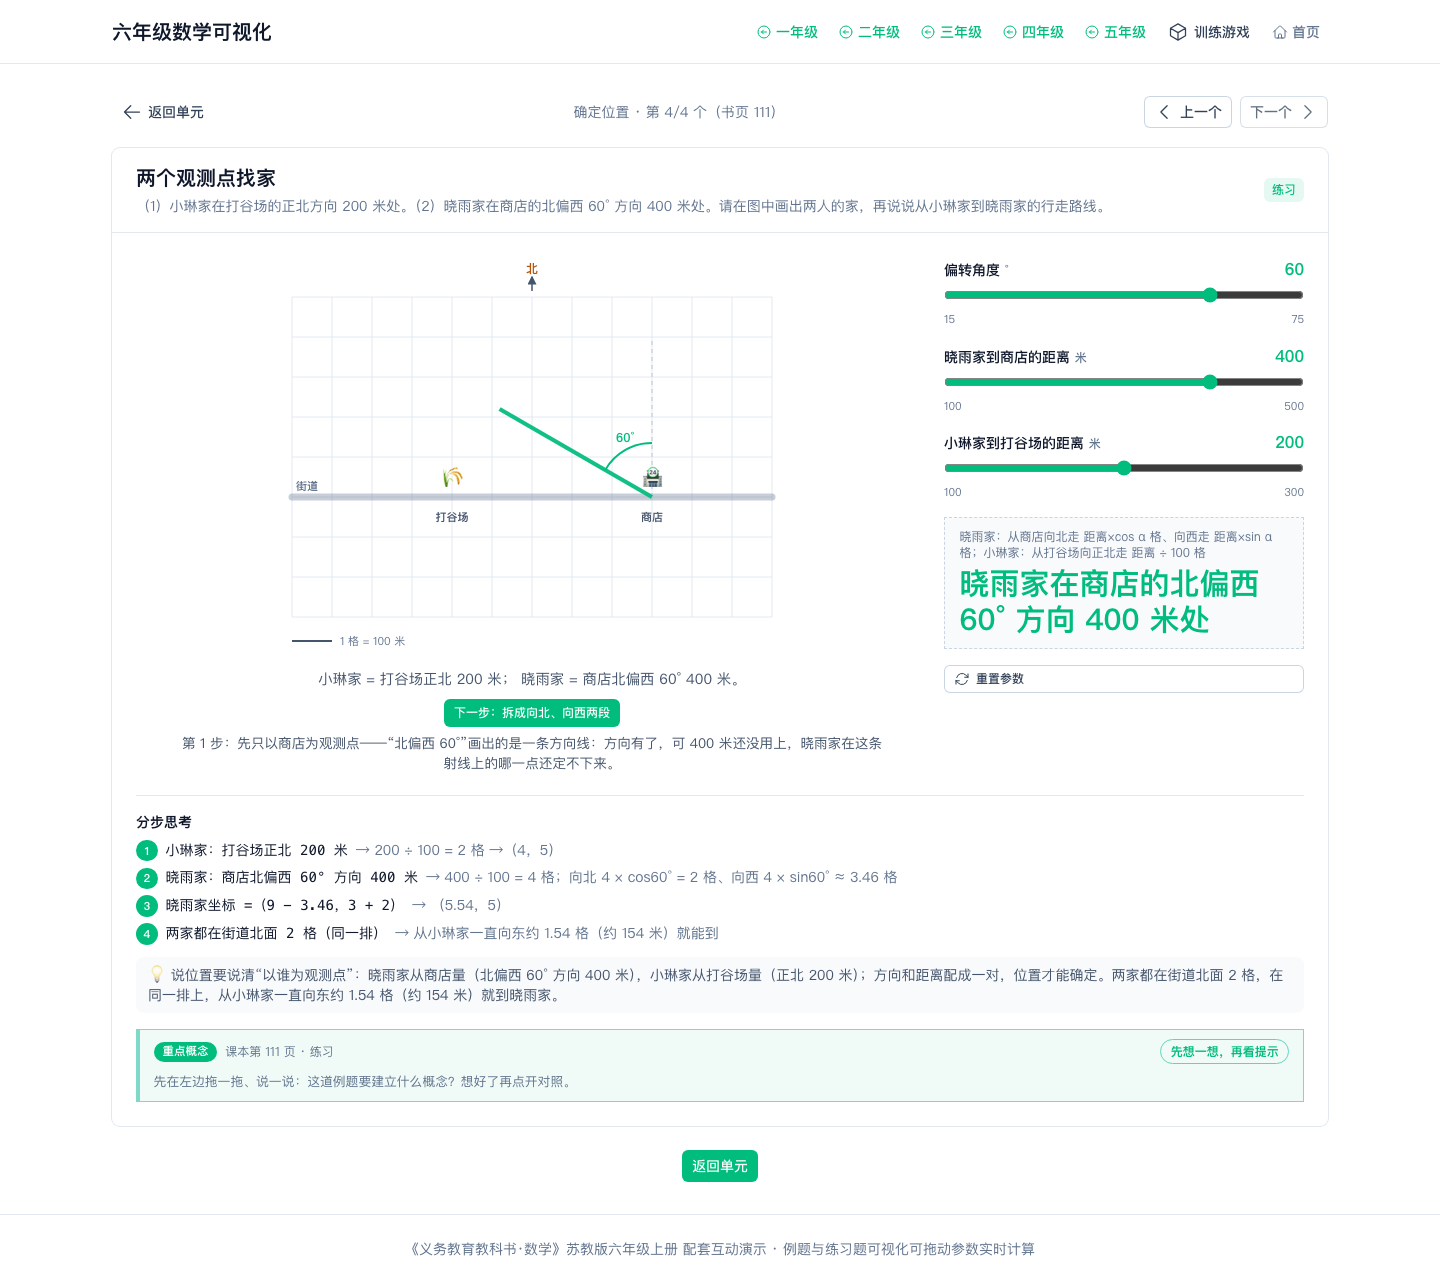 六年级数学可视化
一年级 二年级 三年级 四年级 五年级 训练游戏 首页
返回单元
确定位置 · 第 4/4 个（书页 111）
上一个 下一个
两个观测点找家
（1）小琳家在打谷场的正北方向 200 米处。（2）晓雨家在商店的北偏西 60° 方向 400 米处。请在图中画出两人的家，再说说从小琳家到晓雨家的行走路线。
练习
北
60°
24
街道
打谷场
商店
1 格 = 100 米
小琳家 = 打谷场正北 200 米； 晓雨家 = 商店北偏西 60° 400 米。
下一步：拆成向北、向西两段
第 1 步：先只以商店为观测点——“北偏西 60°”画出的是一条方向线：方向有了，可 400 米还没用上，晓雨家在这条
射线上的哪一点还定不下来。
偏转角度 ° 60
15 75
晓雨家到商店的距离 米 400
100 500
小琳家到打谷场的距离 米 200
100 300
晓雨家：从商店向北走 距离×cos α 格、向西走 距离×sin α
格；小琳家：从打谷场向正北走 距离 ÷ 100 格
晓雨家在商店的北偏西
60° 方向 400 米处
重置参数
分步思考
1 小琳家：打谷场正北 200 米 → 200 ÷ 100 = 2 格 →（4，5）
2 晓雨家：商店北偏西 60° 方向 400 米 → 400 ÷ 100 = 4 格；向北 4 × cos60° = 2 格、向西 4 × sin60° ≈ 3.46 格
3 晓雨家坐标 =（9 − 3.46，3 + 2） → （5.54，5）
4 两家都在街道北面 2 格（同一排） → 从小琳家一直向东约 1.54 格（约 154 米）就能到
说位置要说清“以谁为观测点”：晓雨家从商店量（北偏西 60° 方向 400 米），小琳家从打谷场量（正北 200 米）；方向和距离配成一对，位置才能确定。两家都在街道北面 2 格，在
同一排上，从小琳家一直向东约 1.54 格（约 154 米）就到晓雨家。
重点概念 课本第 111 页 · 练习
先想一想，再看提示
先在左边拖一拖、说一说：这道例题要建立什么概念？想好了再点开对照。
返回单元
《义务教育教科书·数学》苏教版六年级上册 配套互动演示 · 例题与练习题可视化可拖动参数实时计算